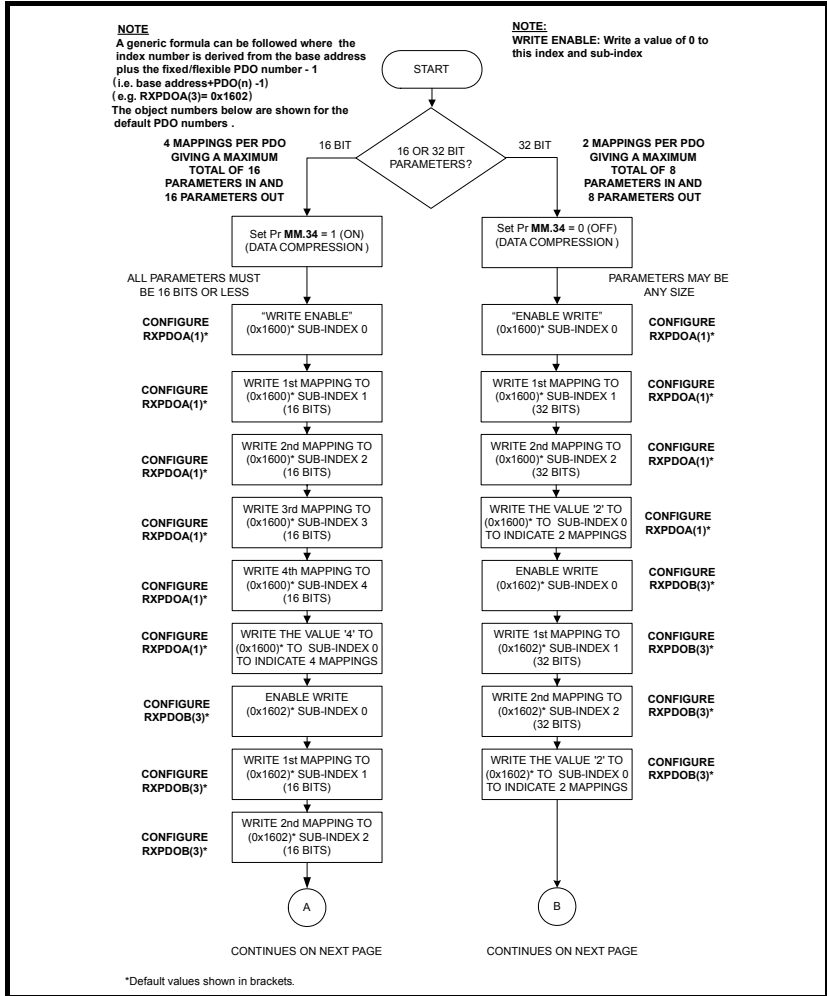 NOTE
A generic formula can be followed where the
index number is derived from the base address
plus the fixed/flexible PDO number - 1
(i.e. base address+PDO(n) -1)
(e.g. RXPDOA(3)= 0x1602)
The object numbers below are shown for the
default PDO numbers .
NOTE:
WRITE ENABLE: Write a value of 0 to
this index and sub-index
START
4 MAPPINGS PER PDO
GIVING A MAXIMUM
TOTAL OF 16
PARAMETERS IN AND
16 PARAMETERS OUT
16 BIT
16 OR 32 BIT
PARAMETERS?
32 BIT
2 MAPPINGS PER PDO
GIVING A MAXIMUM
TOTAL OF 8
PARAMETERS IN AND
8 PARAMETERS OUT
Set Pr MM.34 = 1 (ON)
(DATA COMPRESSION )
Set Pr MM.34 = 0 (OFF)
(DATA COMPRESSION )
ALL PARAMETERS MUST
BE 16 BITS OR LESS
PARAMETERS MAY BE
ANY SIZE
CONFIGURE
RXPDOA(1)*
"WRITE ENABLE"
(0x1600)* SUB-INDEX 0
"ENABLE WRITE"
(0x1600)* SUB-INDEX 0
CONFIGURE
RXPDOA(1)*
CONFIGURE
RXPDOA(1)*
WRITE 1st MAPPING TO
(0x1600)* SUB-INDEX 1
(16 BITS)
WRITE 1st MAPPING TO
(0x1600)* SUB-INDEX 1
(32 BITS)
CONFIGURE
RXPDOA(1)*
CONFIGURE
RXPDOA(1)*
WRITE 2nd MAPPING TO
(0x1600)* SUB-INDEX 2
(16 BITS)
WRITE 2nd MAPPING TO
(0x1600)* SUB-INDEX 2
(32 BITS)
CONFIGURE
RXPDOA(1)*
CONFIGURE
RXPDOA(1)*
WRITE 3rd MAPPING TO
(0x1600)* SUB-INDEX 3
(16 BITS)
WRITE THE VALUE '2' TO
(0x1600)* TO SUB-INDEX 0
TO INDICATE 2 MAPPINGS
CONFIGURE
RXPDOA(1)*
CONFIGURE
RXPDOA(1)*
WRITE 4th MAPPING TO
(0x1600)* SUB-INDEX 4
(16 BITS)
ENABLE WRITE
(0x1602)* SUB-INDEX 0
CONFIGURE
RXPDOB(3)*
CONFIGURE
RXPDOA(1)*
WRITE THE VALUE '4' TO
(0x1600)* TO SUB-INDEX 0
TO INDICATE 4 MAPPINGS
WRITE 1st MAPPING TO
(0x1602)* SUB-INDEX 1
(32 BITS)
CONFIGURE
RXPDOB(3)*
CONFIGURE
RXPDOB(3)*
ENABLE WRITE
(0x1602)* SUB-INDEX 0
WRITE 2nd MAPPING TO
(0x1602)* SUB-INDEX 2
(32 BITS)
CONFIGURE
RXPDOB(3)*
CONFIGURE
RXPDOB(3)*
WRITE 1st MAPPING TO
(0x1602)* SUB-INDEX 1
(16 BITS)
WRITE THE VALUE '2' TO
(0x1602)* TO SUB-INDEX 0
TO INDICATE 2 MAPPINGS
CONFIGURE
RXPDOB(3)*
CONFIGURE
RXPDOB(3)*
WRITE 2nd MAPPING TO
(0x1602)* SUB-INDEX 2
(16 BITS)
A
B
CONTINUES ON NEXT PAGE
CONTINUES ON NEXT PAGE
*Default values shown in brackets.